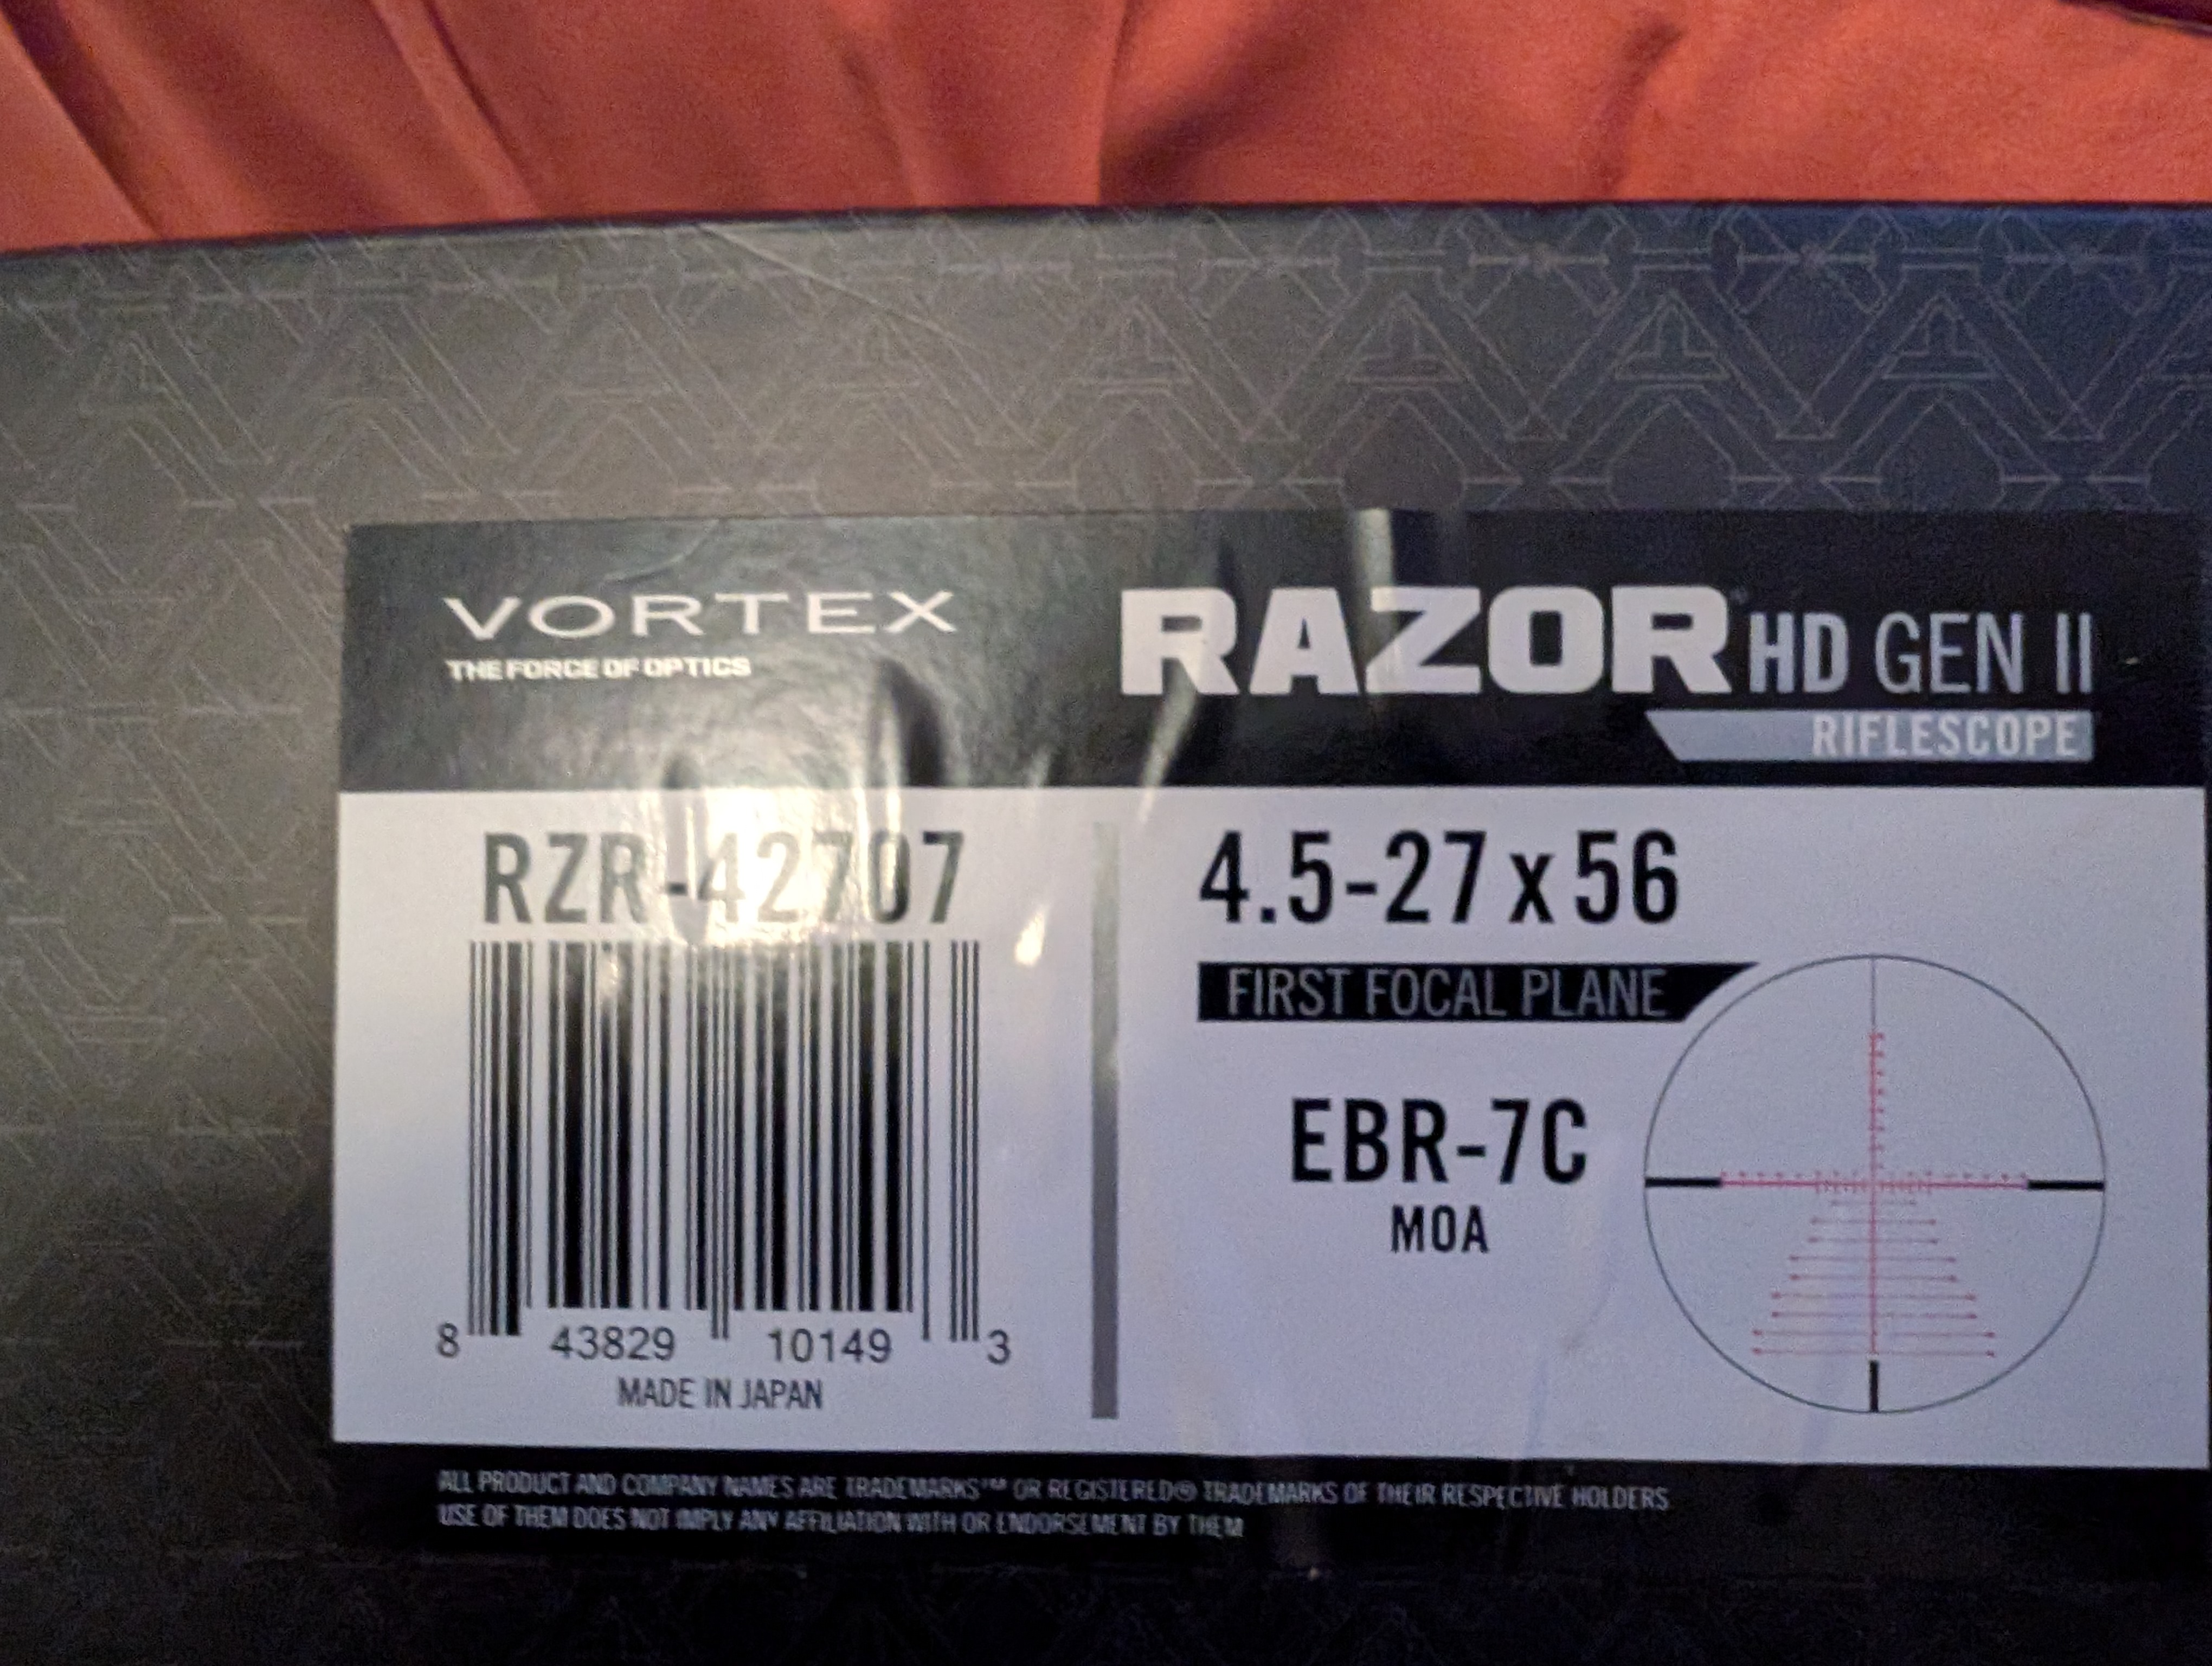 VORTEX
THE FORCE OF OPTICS
RAZOR® HD GEN II
RIFLESCOPE
RZR-42707
8 43829 10149 3
MADE IN JAPAN
4.5-27 x 56
FIRST FOCAL PLANE
EBR-7C
MOA
ALL PRODUCT AND COMPANY NAMES ARE TRADEMARKS™ OR REGISTERED® TRADEMARKS OF THEIR RESPECTIVE HOLDERS
USE OF THEM DOES NOT IMPLY ANY AFFILIATION WITH OR ENDORSEMENT BY THEM